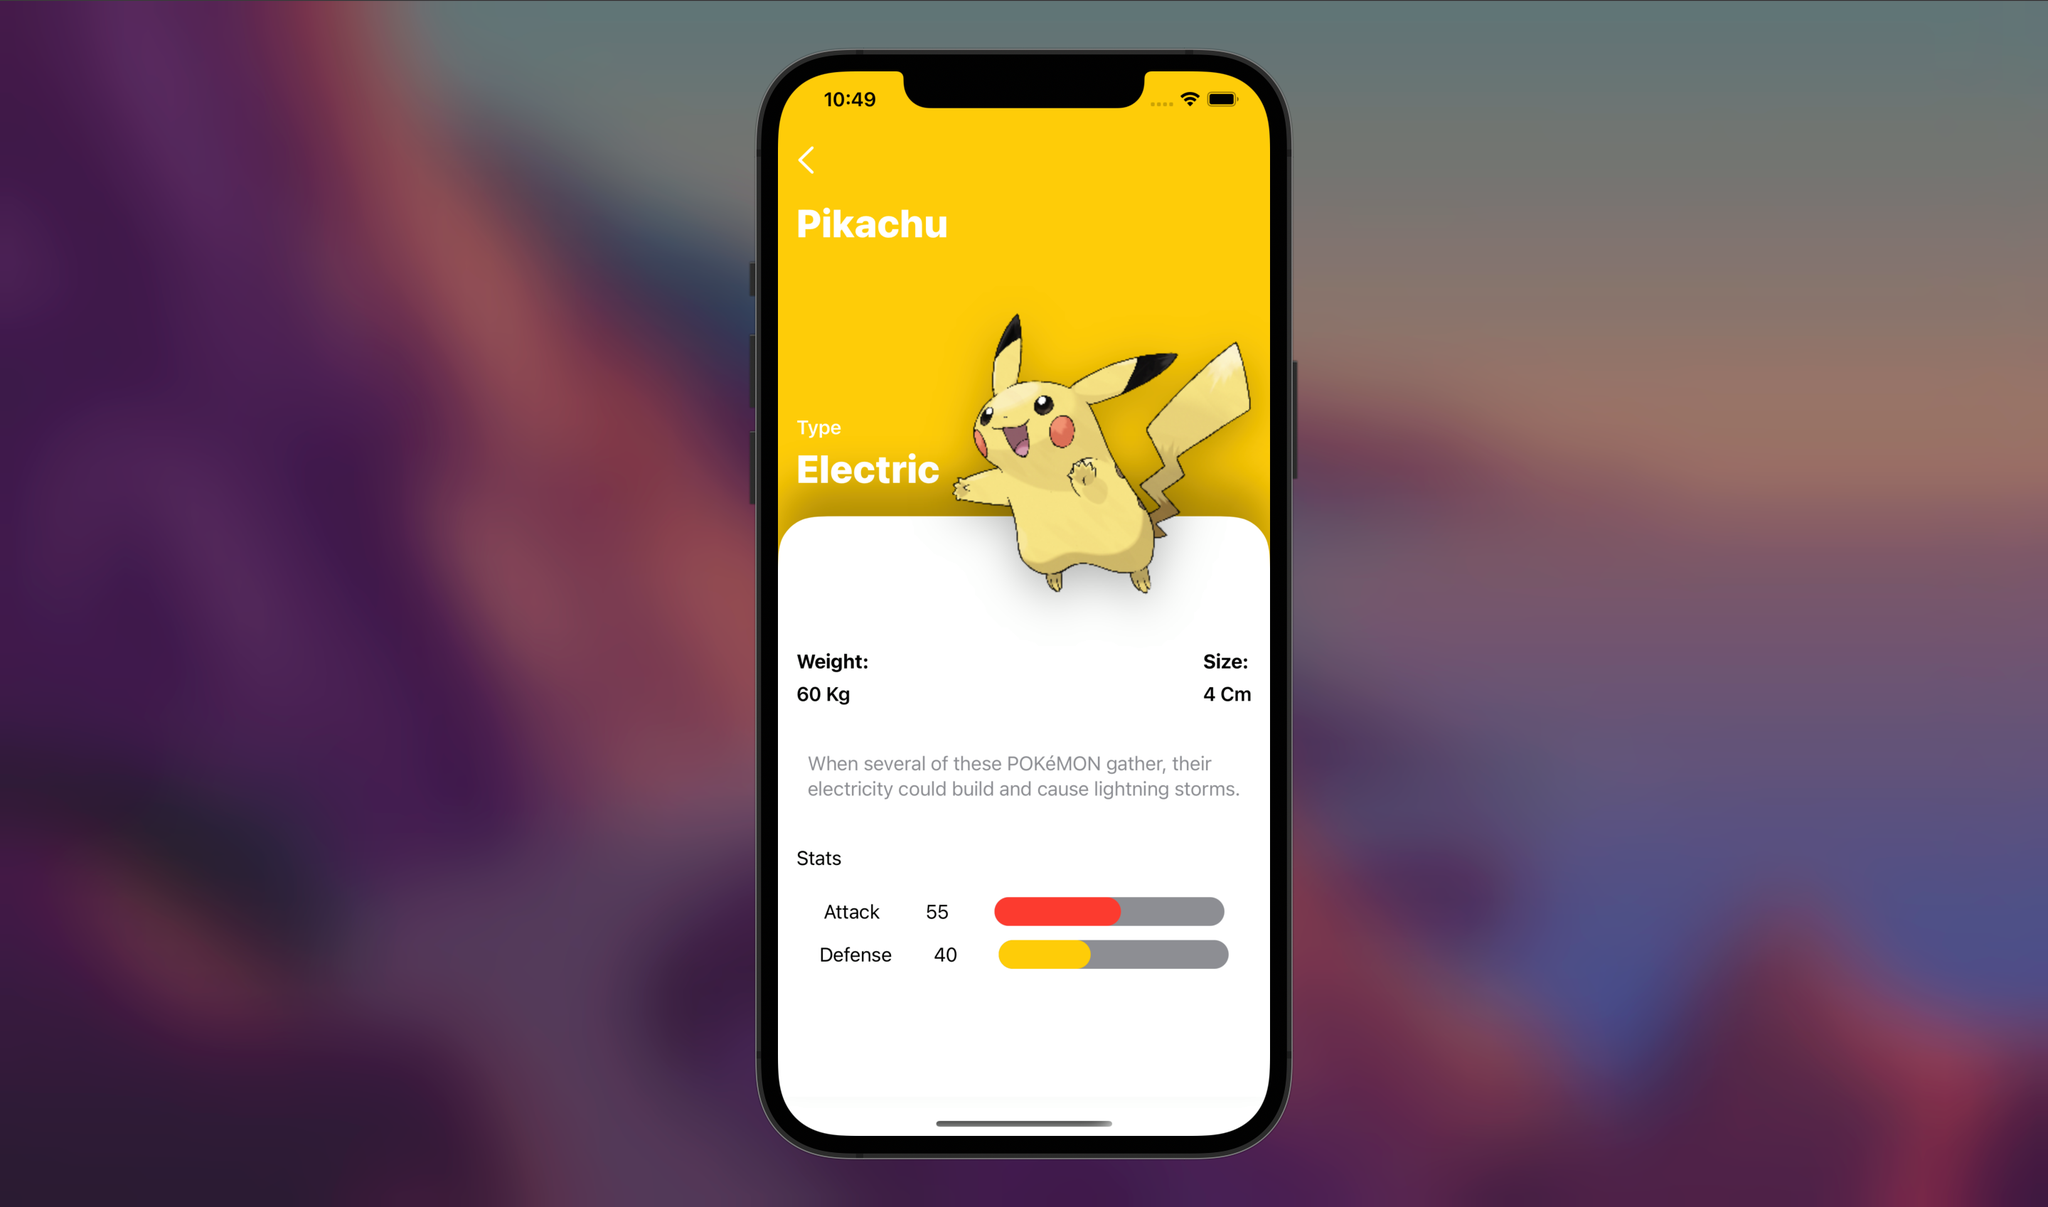 10:49
Pikachu
Type
Electric
Weight:
60 Kg
Size:
4 Cm
When several of these POKéMON gather, their
electricity could build and cause lightning storms.
Stats
Attack 55
Defense 40